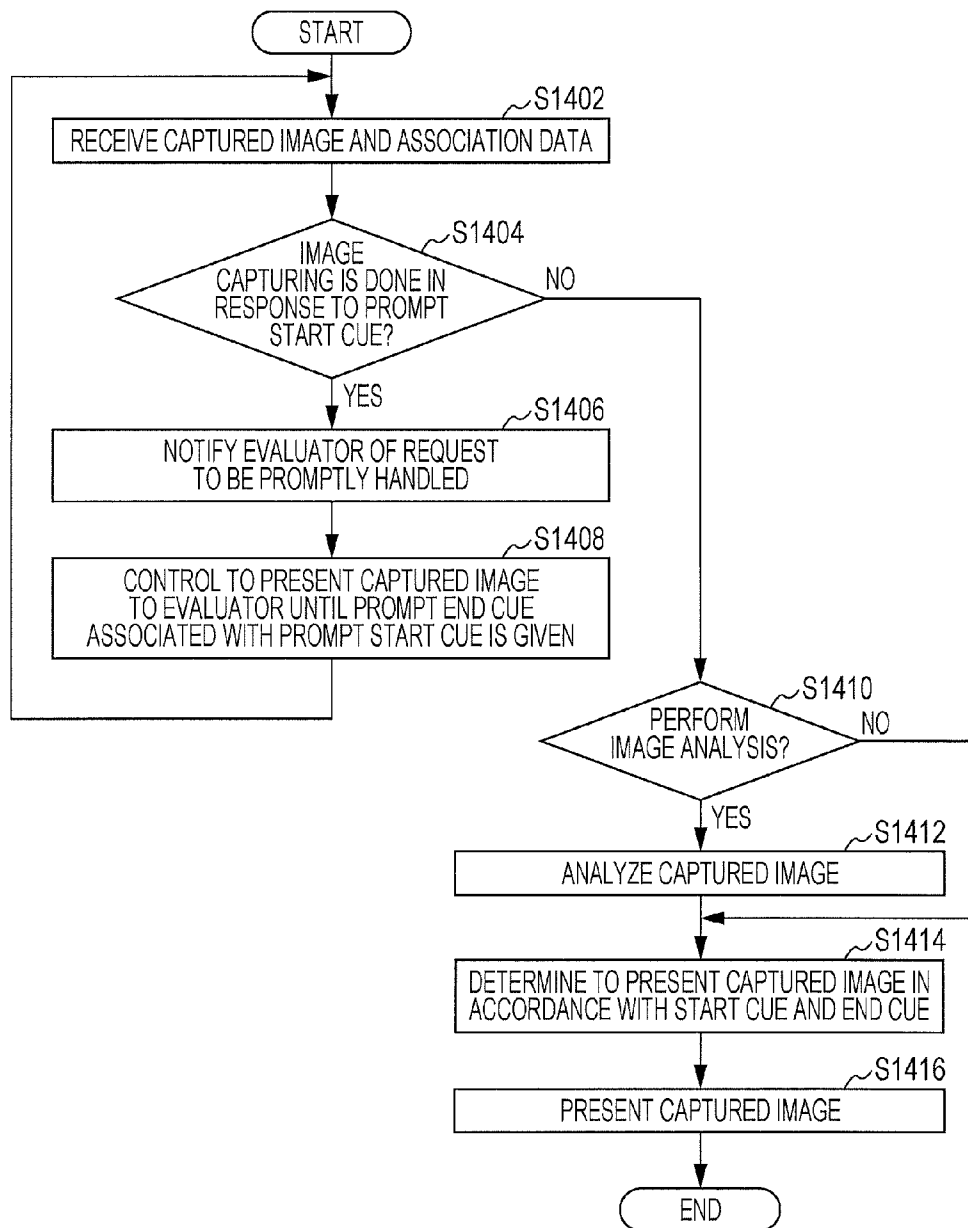 START
S1402
RECEIVE CAPTURED IMAGE AND ASSOCIATION DATA
S1404
IMAGE
CAPTURING IS DONE IN
RESPONSE TO PROMPT
START CUE?
NO
YES
S1406
NOTIFY EVALUATOR OF REQUEST
TO BE PROMPTLY HANDLED
S1408
CONTROL TO PRESENT CAPTURED IMAGE
TO EVALUATOR UNTIL PROMPT END CUE
ASSOCIATED WITH PROMPT START CUE IS GIVEN
S1410
PERFORM
IMAGE ANALYSIS?
NO
YES
S1412
ANALYZE CAPTURED IMAGE
S1414
DETERMINE TO PRESENT CAPTURED IMAGE IN
ACCORDANCE WITH START CUE AND END CUE
S1416
PRESENT CAPTURED IMAGE
END